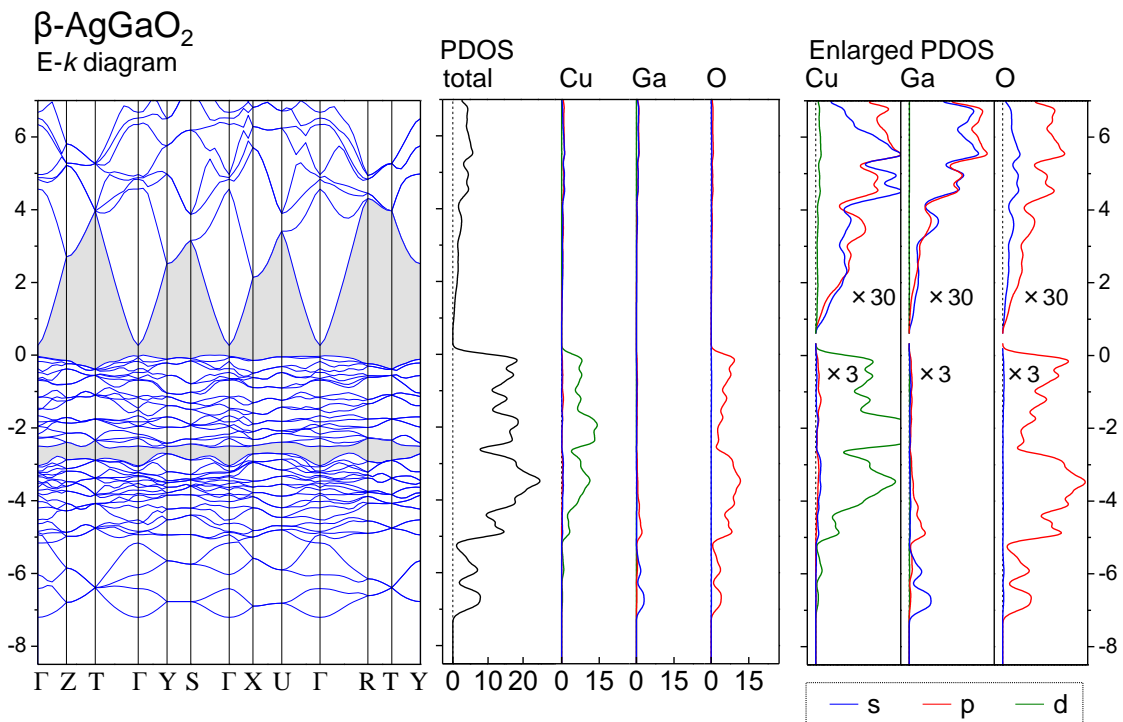 β-AgGaO2
E-k diagram
PDOS
total
Cu
Ga
O
Enlarged PDOS
Cu
Ga
O
6
4
2
0
-2
-4
-6
-8
6
4
2
0
-2
-4
-6
-8
×30
×30
×30
×3
×3
×3
Γ Z T Γ Y S Γ X U Γ R T Y
0 10 20 0 15 0 15 0 15
s p d